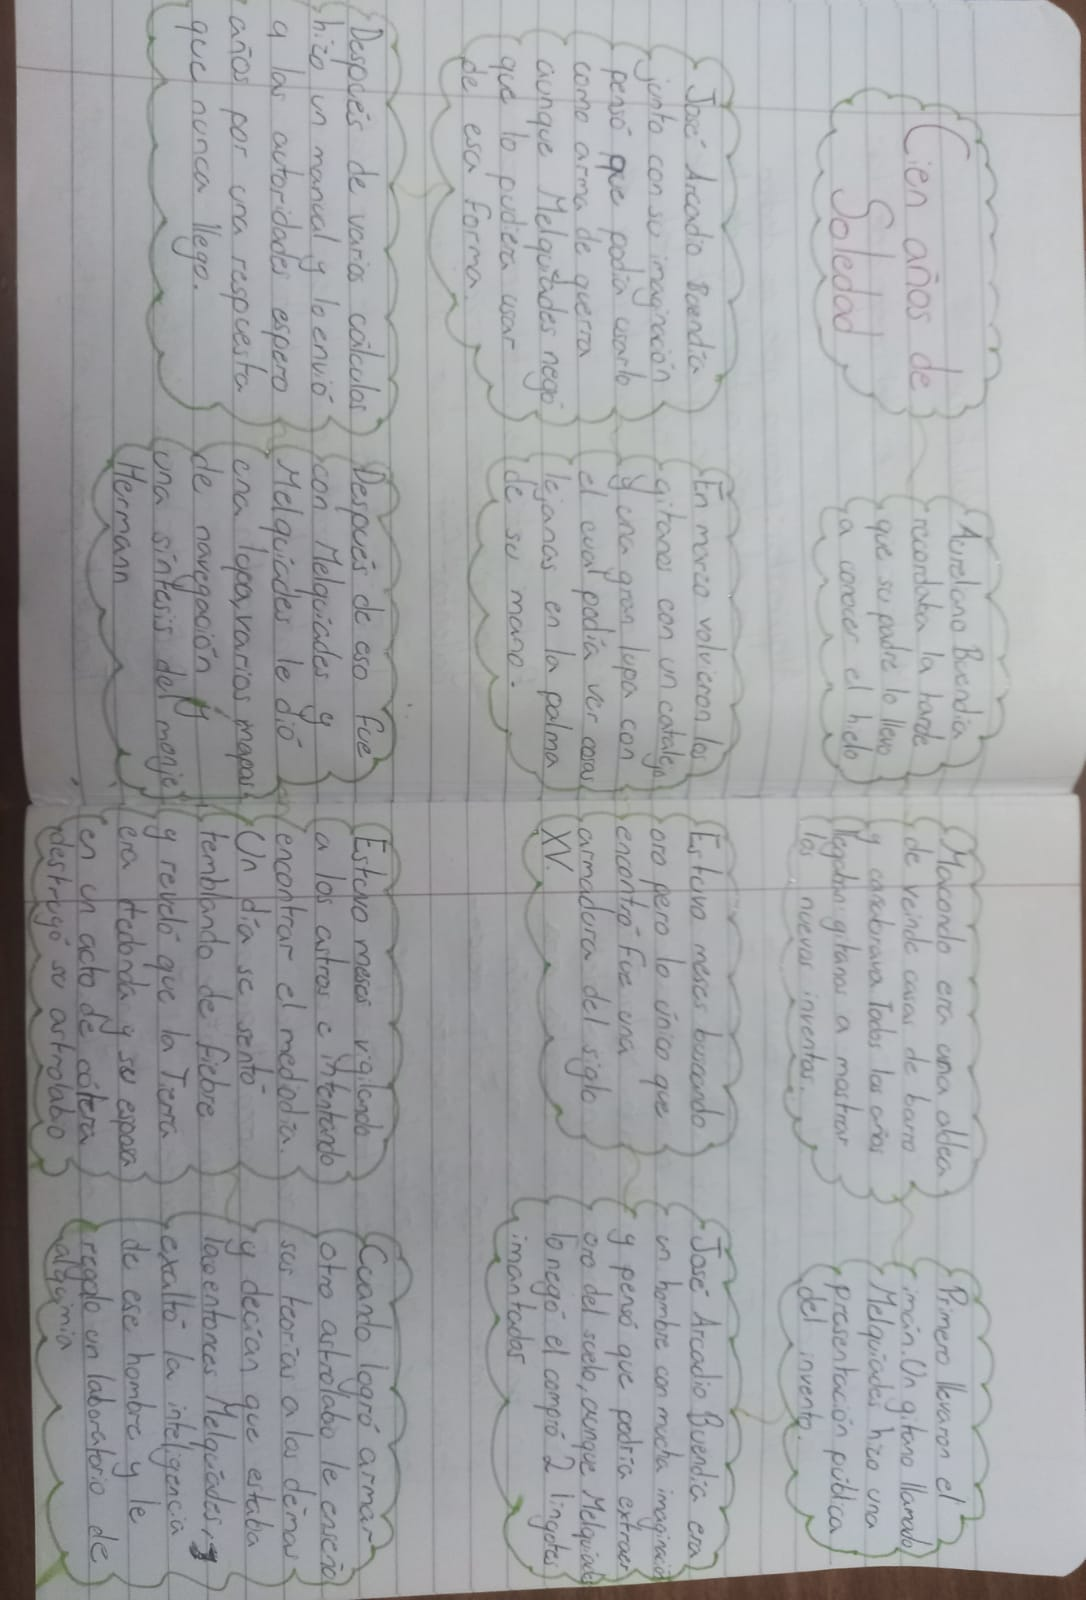 Cien años de
Soledad
Aureliano Buendía
recordaba la tarde
que su padre lo llevo
a conocer el hielo
Macondo era una aldea
de veinte casas de barro
y cañabrava. Todos los años
llegaban gitanos a mostrar
los nuevos inventos.
Primero llevaron el
imán. Un gitano llamado
Melquíades hizo una
presentación pública
del invento.
José Arcadio Buendía era
un hombre con mucha imaginació
y pensó que podría extraer
oro del suelo, aunque Melquíades
lo negó el compró 2 lingotes
imantados
Estuvo meses buscando
oro pero lo único que
encontró fue una
armadura del siglo
XV.
En marzo volvieron los
gitanos con un catalejo
y una gran lupa con
el cual podía ver cosas
lejanas en la palma
de su mano.
José Arcadio Buendía
junto con su imaginación
pensó que podía usarlo
como arma de guerra
aunque Melquíades negó
que lo pudiera usar
de esa forma.
Después de varios cálculos
hizo un manual y lo envió
a las autoridades espero
años por una respuesta
que nunca llego.
Después de eso fue
con Melquíades y
Melquíades le dió
una lupa, varios mapas
de navegación y
una síntesis del monje
Hermann
Estuvo meses vigilando
a los astros e intentando
encontrar el mediodía.
Un día se sentó
temblando de fiebre
y reveló que la Tierra
era redonda y su esposa
en un acto de cólera
destruyó su astrolabio
Cuando logró armar
otro astrolabio le enseño
sus teorías a los démas
y decían que estaba
loco entonces Melquíades, y
exaltó la inteligencia
de ese hombre y le
regalo un laboratorio de
alquimia